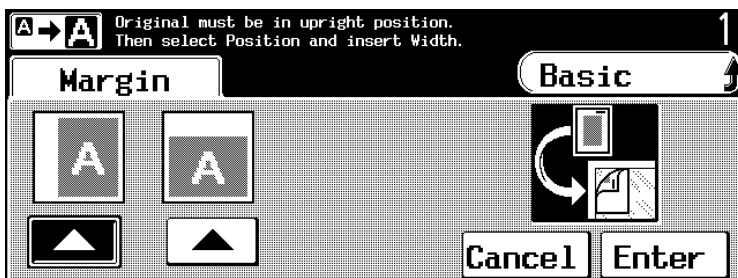 A A Original must be in upright position.
Then select Position and insert Width.
1
Margin
Basic
A A
Cancel Enter